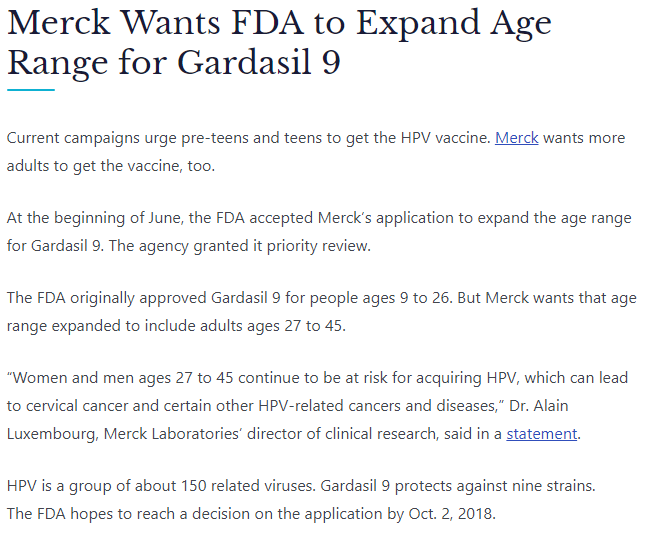 Merck Wants FDA to Expand Age
Range for Gardasil 9
Current campaigns urge pre-teens and teens to get the HPV vaccine. Merck wants more
adults to get the vaccine, too.
At the beginning of June, the FDA accepted Merck’s application to expand the age range
for Gardasil 9. The agency granted it priority review.
The FDA originally approved Gardasil 9 for people ages 9 to 26. But Merck wants that age
range expanded to include adults ages 27 to 45.
“Women and men ages 27 to 45 continue to be at risk for acquiring HPV, which can lead
to cervical cancer and certain other HPV-related cancers and diseases,” Dr. Alain
Luxembourg, Merck Laboratories’ director of clinical research, said in a statement.
HPV is a group of about 150 related viruses. Gardasil 9 protects against nine strains.
The FDA hopes to reach a decision on the application by Oct. 2, 2018.